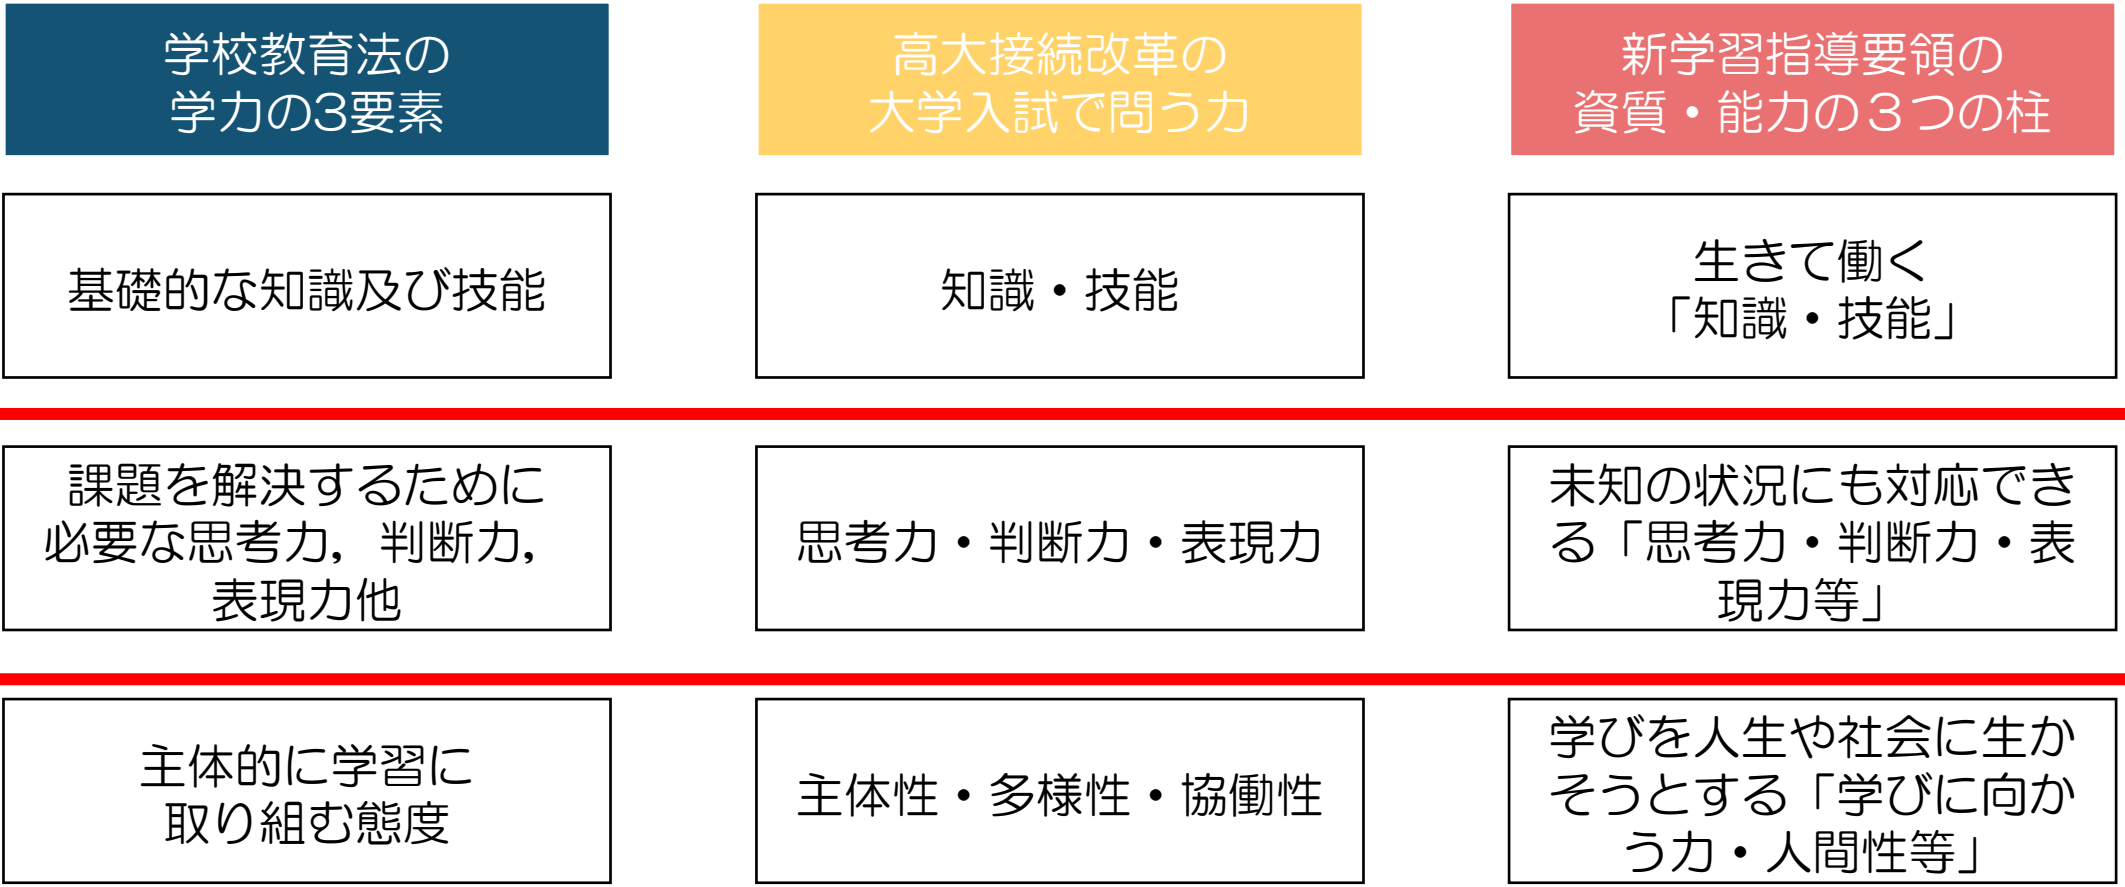 学校教育法の
学力の3要素
高大接続改革の
大学入試で問う力
新学習指導要領の
資質・能力の３つの柱
基礎的な知識及び技能
知識・技能
生きて働く
「知識・技能」
課題を解決するために
必要な思考力，判断力，
表現力他
思考力・判断力・表現力
未知の状況にも対応でき
る「思考力・判断力・表
現力等」
主体的に学習に
取り組む態度
主体性・多様性・協働性
学びを人生や社会に生か
そうとする「学びに向か
う力・人間性等」